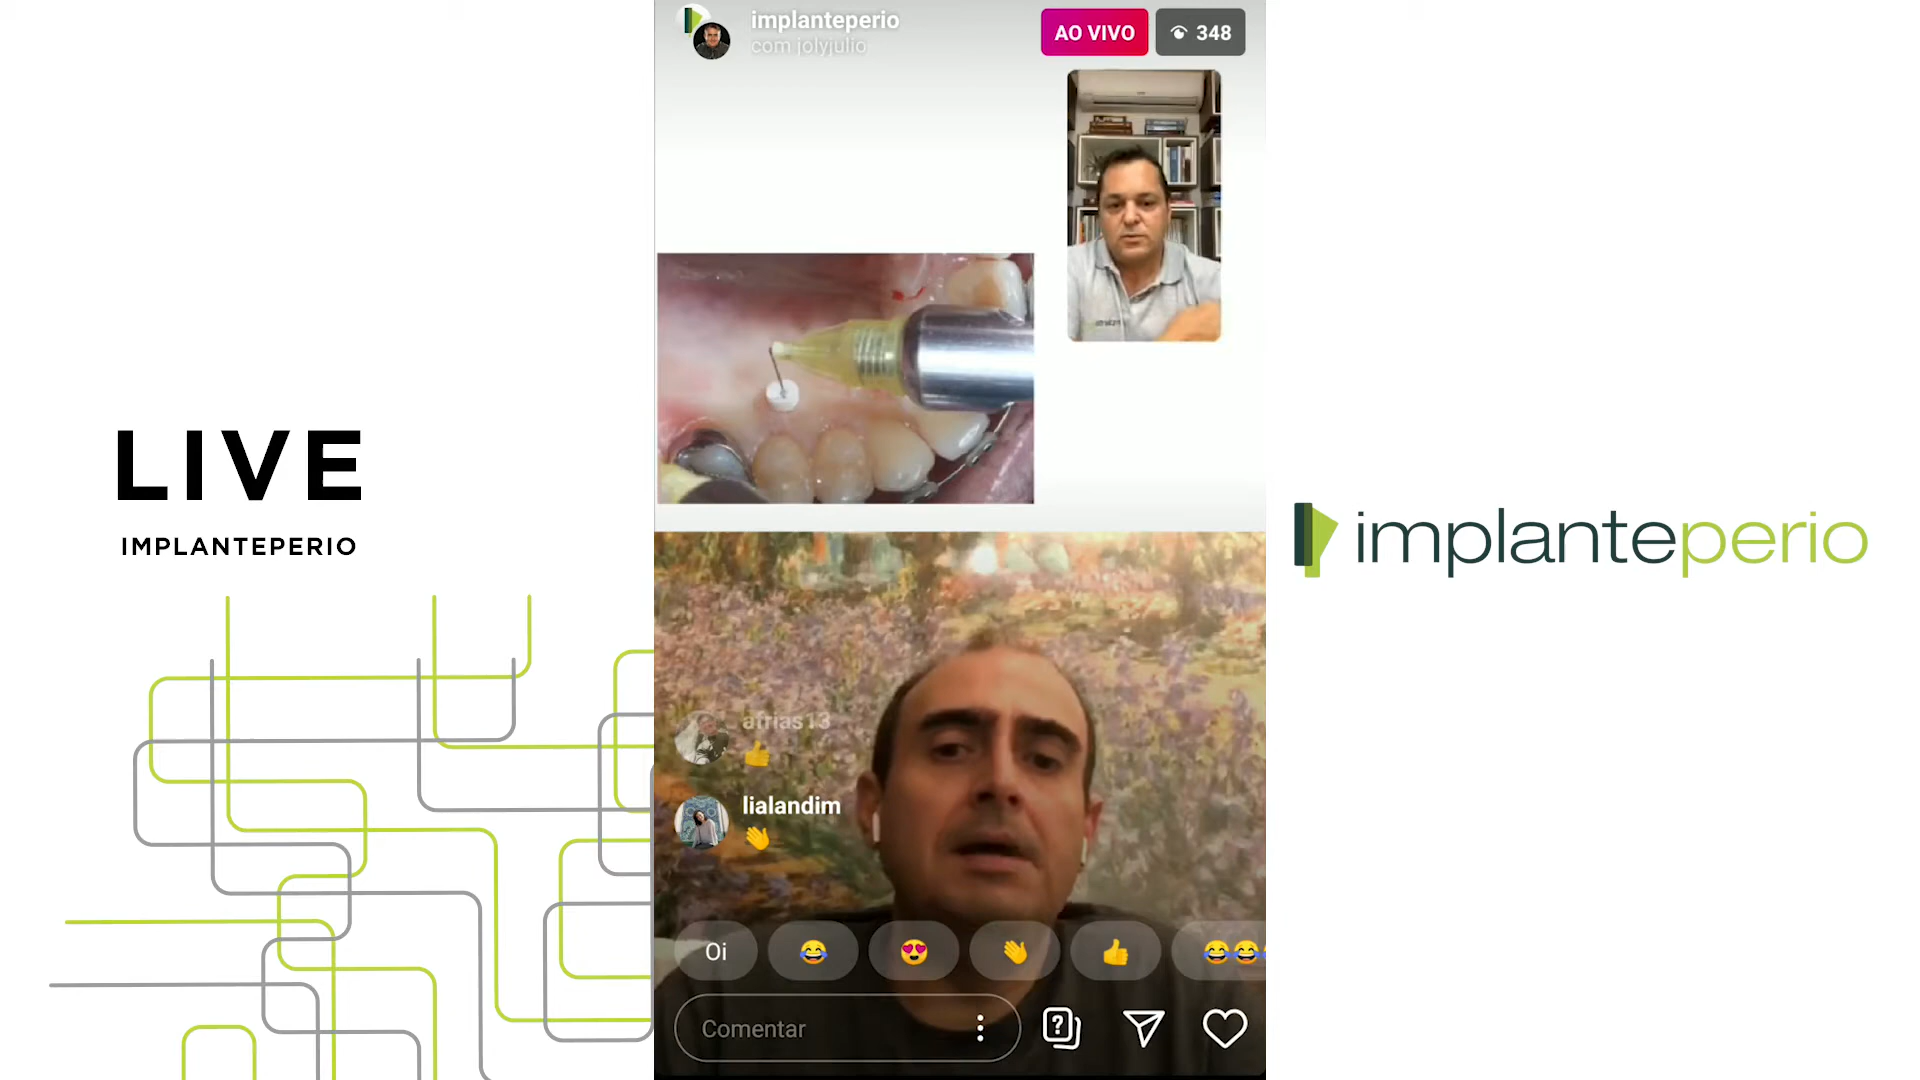 LIVE
IMPLANTEPERIO
implanteperio
com jolyjulio
AO VIVO
348
afrias13
lialandim
Oi
Comentar
implanteperio